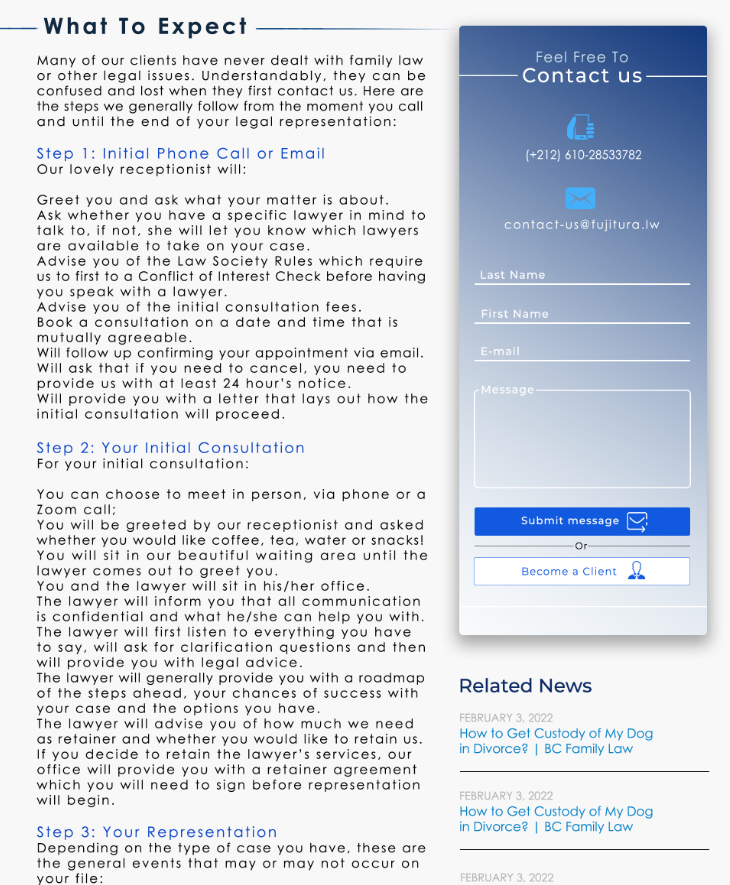 What To Expect
Many of our clients have never dealt with family law
or other legal issues. Understandably, they can be
confused and lost when they first contact us. Here are
the steps we generally follow from the moment you call
and until the end of your legal representation:
Step 1: Initial Phone Call or Email
Our lovely receptionist will:
Greet you and ask what your matter is about.
Ask whether you have a specific lawyer in mind to
talk to, if not, she will let you know which lawyers
are available to take on your case.
Advise you of the Law Society Rules which require
us to first to a Conflict of Interest Check before having
you speak with a lawyer.
Advise you of the initial consultation fees.
Book a consultation on a date and time that is
mutually agreeable.
Will follow up confirming your appointment via email.
Will ask that if you need to cancel, you need to
provide us with at least 24 hour's notice.
Will provide you with a letter that lays out how the
initial consultation will proceed.
Step 2: Your Initial Consultation
For your initial consultation:
You can choose to meet in person, via phone or a
Zoom call;
You will be greeted by our receptionist and asked
whether you would like coffee, tea, water or snacks!
You will sit in our beautiful waiting area until the
lawyer comes out to greet you.
You and the lawyer will sit in his/her office.
The lawyer will inform you that all communication
is confidential and what he/she can help you with.
The lawyer will first listen to everything you have
to say, will ask for clarification questions and then
will provide you with legal advice.
The lawyer will generally provide you with a roadmap
of the steps ahead, your chances of success with
your case and the options you have.
The lawyer will advise you of how much we need
as retainer and whether you would like to retain us.
If you decide to retain the lawyer's services, our
office will provide you with a retainer agreement
which you will need to sign before representation
will begin.
Step 3: Your Representation
Depending on the type of case you have, these are
the general events that may or may not occur on
your file:
Feel Free To
Contact us
(+212) 610-28533782
contact-us@fujitura.lw
Last Name
First Name
E-mail
Message
Submit message
Or
Become a Client
Related News
FEBRUARY 3, 2022
How to Get Custody of My Dog
in Divorce? | BC Family Law
FEBRUARY 3, 2022
How to Get Custody of My Dog
in Divorce? | BC Family Law
FEBRUARY 3, 2022